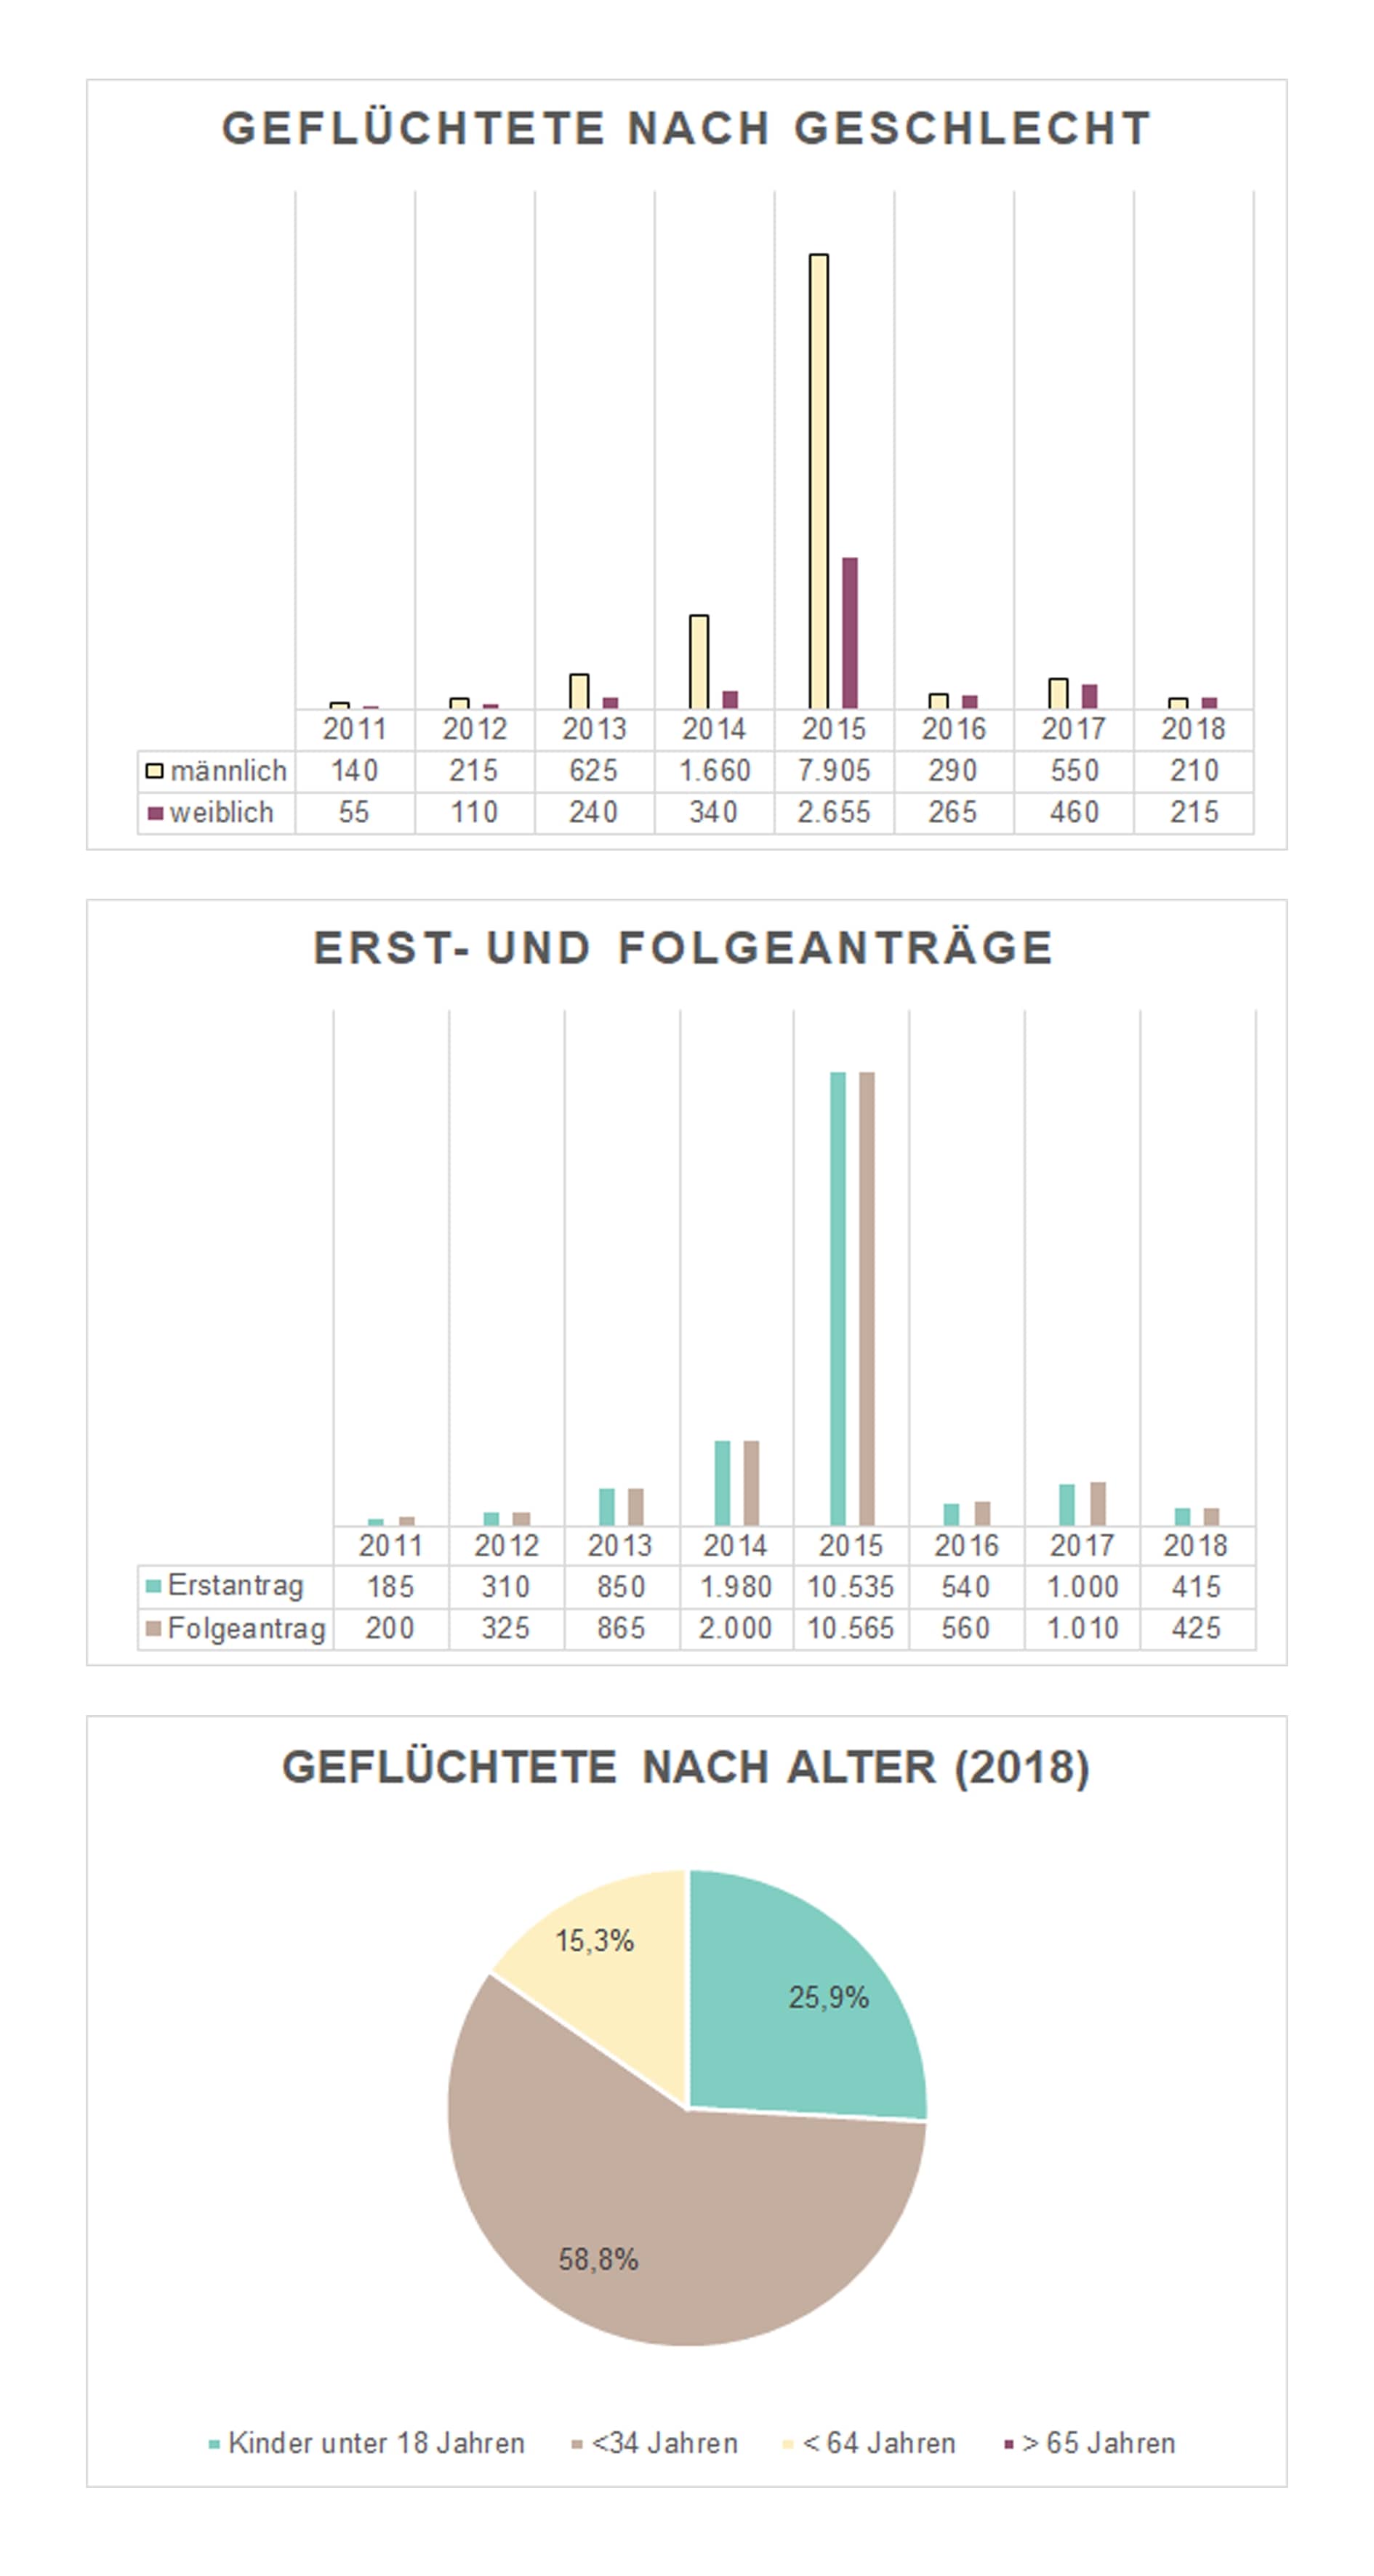 GEFLÜCHTETE NACH GESCHLECHT
2011 2012 2013 2014 2015 2016 2017 2018
männlich 140 215 625 1.660 7.905 290 550 210
weiblich 55 110 240 340 2.655 265 460 215
ERST- UND FOLGEANTRÄGE
2011 2012 2013 2014 2015 2016 2017 2018
Erstantrag 185 310 850 1.980 10.535 540 1.000 415
Folgeantrag 200 325 865 2.000 10.565 560 1.010 425
GEFLÜCHTETE NACH ALTER (2018)
15,3%
25,9%
58,8%
Kinder unter 18 Jahren <34 Jahren < 64 Jahren > 65 Jahren